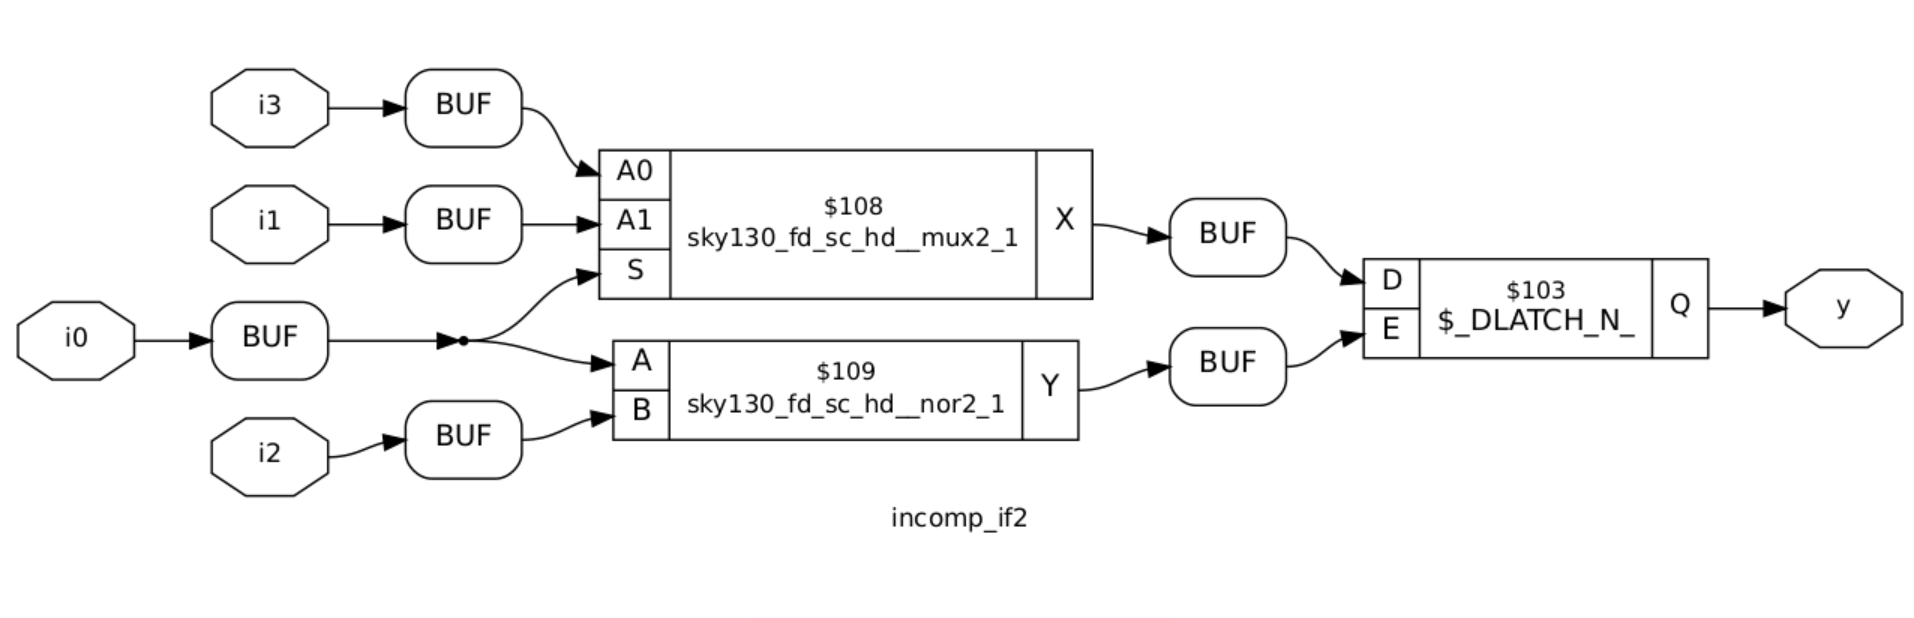 i3
BUF
A0
i1
BUF
A1
$108
sky130_fd_sc_hd__mux2_1
X
BUF
S
D
$103
$_DLATCH_N_
Q
y
E
i0
BUF
A
$109
sky130_fd_sc_hd__nor2_1
Y
BUF
B
i2
BUF
incomp_if2